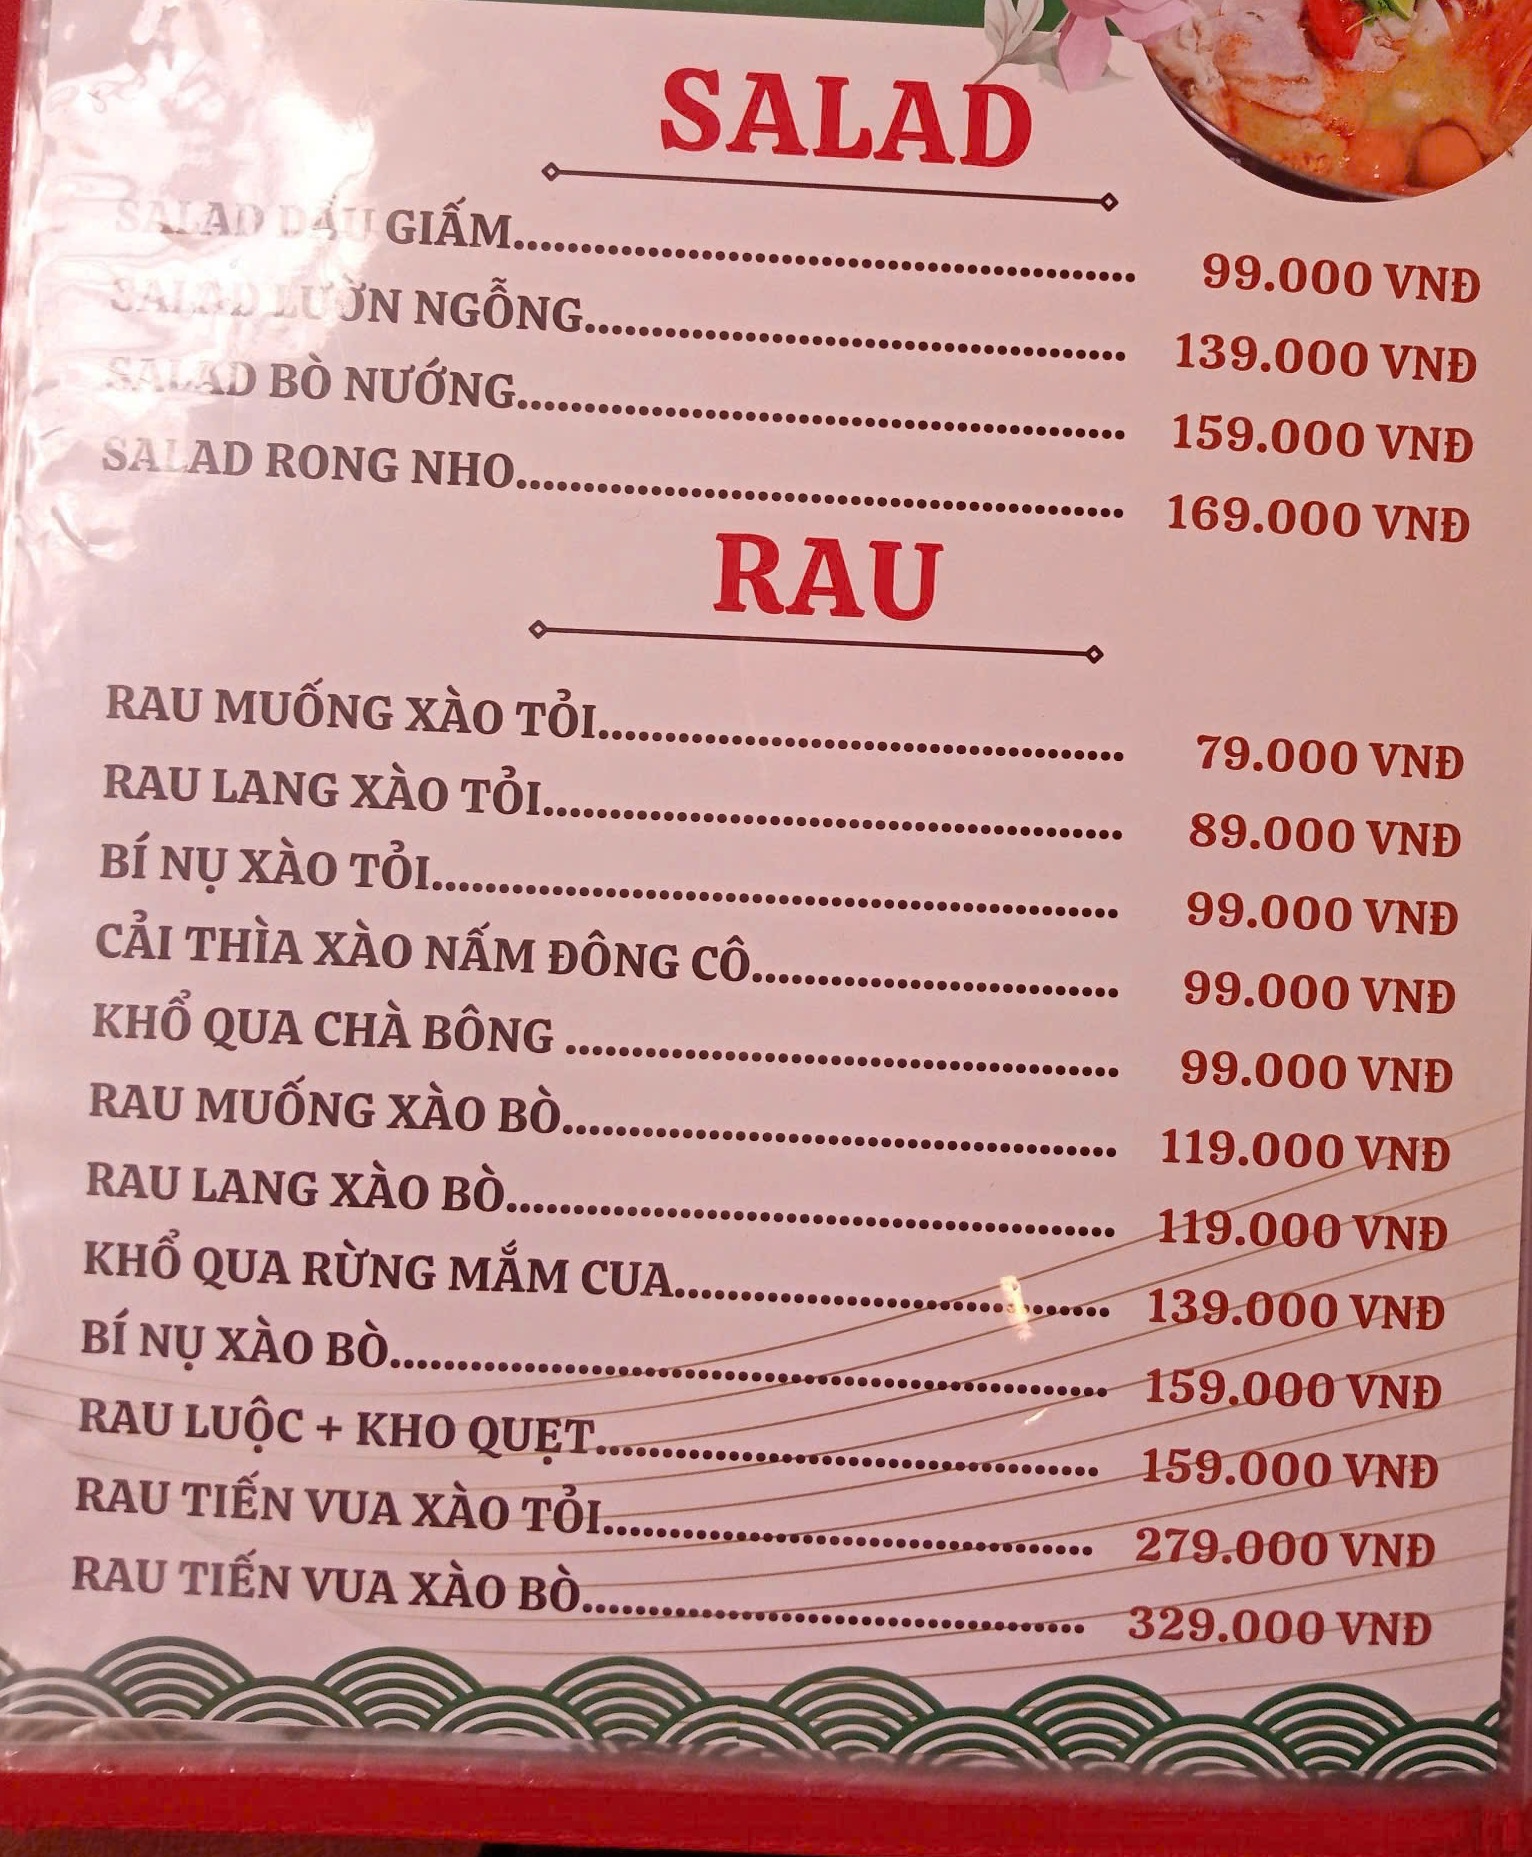 SALAD
SALAD DẦU GIẤM 99.000 VNĐ
SALAD LƯỜN NGỖNG 139.000 VNĐ
SALAD BÒ NƯỚNG 159.000 VNĐ
SALAD RONG NHO 169.000 VNĐ
RAU
RAU MUỐNG XÀO TỎI 79.000 VNĐ
RAU LANG XÀO TỎI 89.000 VNĐ
BÍ NỤ XÀO TỎI 99.000 VNĐ
CẢI THÌA XÀO NẤM ĐÔNG CÔ 99.000 VNĐ
KHỔ QUA CHÀ BÔNG 99.000 VNĐ
RAU MUỐNG XÀO BÒ 119.000 VNĐ
RAU LANG XÀO BÒ 119.000 VNĐ
KHỔ QUA RỪNG MẮM CUA 139.000 VNĐ
BÍ NỤ XÀO BÒ 159.000 VNĐ
RAU LUỘC + KHO QUẸT 159.000 VNĐ
RAU TIẾN VUA XÀO TỎI 279.000 VNĐ
RAU TIẾN VUA XÀO BÒ 329.000 VNĐ